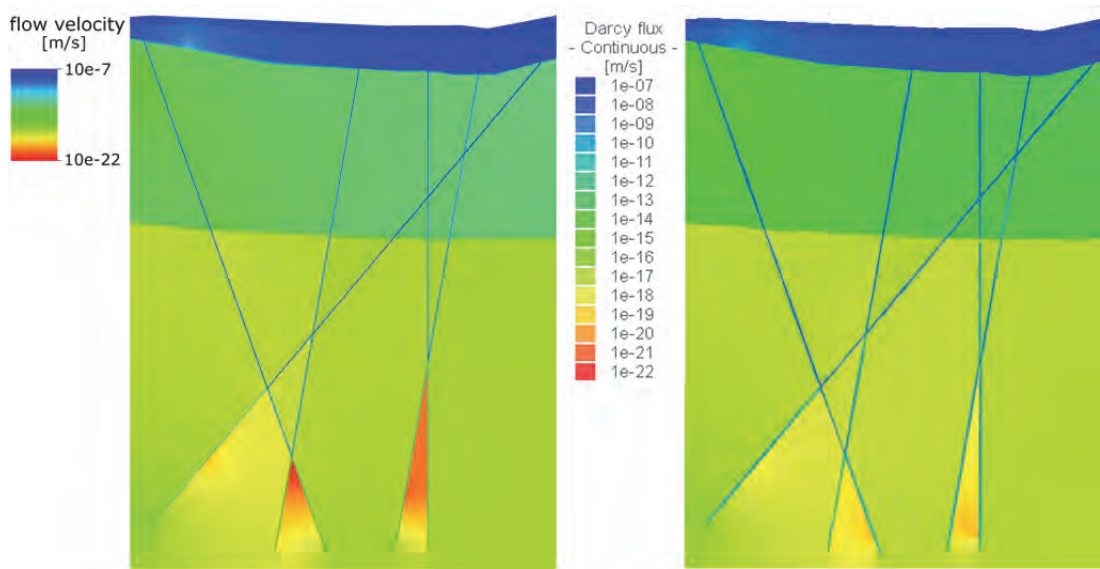 flow velocity
[m/s]
10e-7
10e-22
Darcy flux
- Continuous -
[m/s]
1e-07
1e-08
1e-09
1e-10
1e-11
1e-12
1e-13
1e-14
1e-15
1e-16
1e-17
1e-18
1e-19
1e-20
1e-21
1e-22